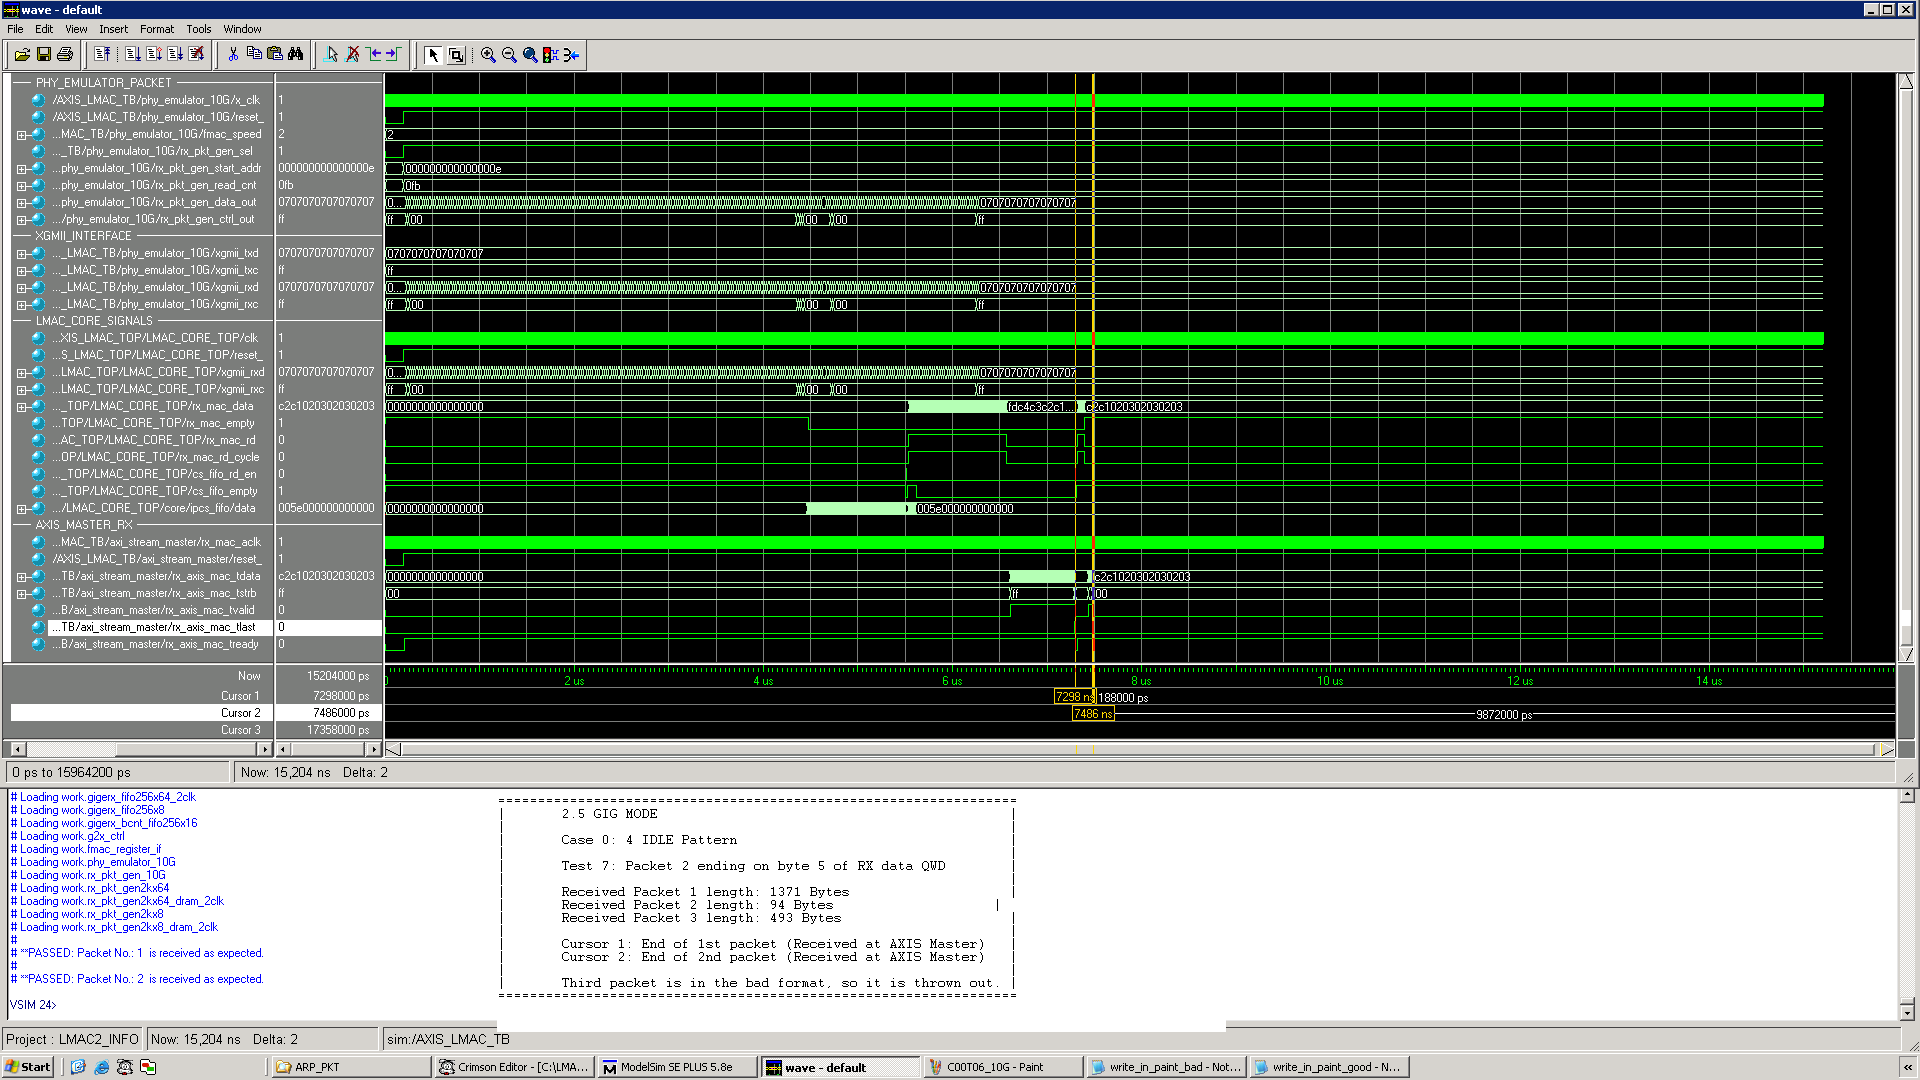 wave - default
File Edit View Insert Format Tools Window
PHY_EMULATOR_PACKET
/AXIS_LMAC_TB/phy_emulator_10G/x_clk 1
/AXIS_LMAC_TB/phy_emulator_10G/reset_ 1
...MAC_TB/phy_emulator_10G/fmac_speed 2 2
..._TB/phy_emulator_10G/rx_pkt_gen_sel 1
...phy_emulator_10G/rx_pkt_gen_start_addr 000000000000000e 000000000000000e
...phy_emulator_10G/rx_pkt_gen_read_cnt 0fb 0fb
...phy_emulator_10G/rx_pkt_gen_data_out 0707070707070707 0... 0707070707070707
.../phy_emulator_10G/rx_pkt_gen_ctrl_out ff ff 00 00 00 ff
XGMII_INTERFACE
..._LMAC_TB/phy_emulator_10G/xgmii_txd 0707070707070707 0707070707070707
..._LMAC_TB/phy_emulator_10G/xgmii_txc ff ff
..._LMAC_TB/phy_emulator_10G/xgmii_rxd 0707070707070707 0... 0707070707070707
..._LMAC_TB/phy_emulator_10G/xgmii_rxc ff ff 00 00 00 ff
LMAC_CORE_SIGNALS
...XIS_LMAC_TOP/LMAC_CORE_TOP/clk 1
...S_LMAC_TOP/LMAC_CORE_TOP/reset_ 1
...LMAC_TOP/LMAC_CORE_TOP/xgmii_rxd 0707070707070707 0... 0707070707070707
...LMAC_TOP/LMAC_CORE_TOP/xgmii_rxc ff ff 00 00 00 ff
..._TOP/LMAC_CORE_TOP/rx_mac_data c2c1020302030203 0000000000000000 fdc4c3c2c1... c2c1020302030203
...TOP/LMAC_CORE_TOP/rx_mac_empty 1
...AC_TOP/LMAC_CORE_TOP/rx_mac_rd 0
...OP/LMAC_CORE_TOP/rx_mac_rd_cycle 0
..._TOP/LMAC_CORE_TOP/cs_fifo_rd_en 0
..._TOP/LMAC_CORE_TOP/cs_fifo_empty 1
.../LMAC_CORE_TOP/core/ipcs_fifo/data 005e000000000000 0000000000000000 005e000000000000
AXIS_MASTER_RX
...MAC_TB/axi_stream_master/rx_mac_aclk 1
/AXIS_LMAC_TB/axi_stream_master/reset_ 1
...TB/axi_stream_master/rx_axis_mac_tdata c2c1020302030203 0000000000000000 c2c1020302030203
...TB/axi_stream_master/rx_axis_mac_tstrb ff 00 ff 00
...B/axi_stream_master/rx_axis_mac_tvalid 0
...TB/axi_stream_master/rx_axis_mac_tlast 0
...B/axi_stream_master/rx_axis_mac_tready 1
Now 15204000 ps 2 us 4 us 6 us 8 us 10 us 12 us 14 us
Cursor 1 7298000 ps 7298 ns 188000 ps
Cursor 2 7486000 ps 7486 ns 9872000 ps
Cursor 3 17358000 ps
0 ps to 15964200 ps Now: 15,204 ns Delta: 2
# Loading work.gigerx_fifo256x64_2clk
# Loading work.gigerx_fifo256x8
# Loading work.gigerx_bcnt_fifo256x16
# Loading work.g2x_ctrl
# Loading work.fmac_register_if
# Loading work.phy_emulator_10G
# Loading work.rx_pkt_gen_10G
# Loading work.rx_pkt_gen2kx64
# Loading work.rx_pkt_gen2kx64_dram_2clk
# Loading work.rx_pkt_gen2kx8
# Loading work.rx_pkt_gen2kx8_dram_2clk
#
# **PASSED: Packet No.: 1 is received as expected.
#
# **PASSED: Packet No.: 2 is received as expected.
VSIM 24>
2.5 GIG MODE
Case 0: 4 IDLE Pattern
Test 7: Packet 2 ending on byte 5 of RX data QWD
Received Packet 1 length: 1371 Bytes
Received Packet 2 length: 94 Bytes
Received Packet 3 length: 493 Bytes
Cursor 1: End of 1st packet (Received at AXIS Master)
Cursor 2: End of 2nd packet (Received at AXIS Master)
Third packet is in the bad format, so it is thrown out.
Project : LMAC2_INFO Now: 15,204 ns Delta: 2 sim:/AXIS_LMAC_TB
Start ARP_PKT Crimson Editor - [C:\LMA... ModelSim SE PLUS 5.8e wave - default C00T06_10G - Paint write_in_paint_bad - Not... write_in_paint_good - N...